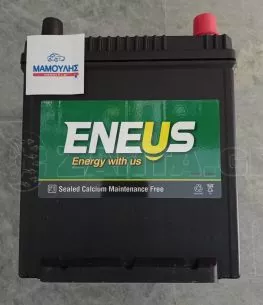 ΜΑΜΟΥΛΗΣ
ENEUS
Energy with us
Sealed Calcium Maintenance Free